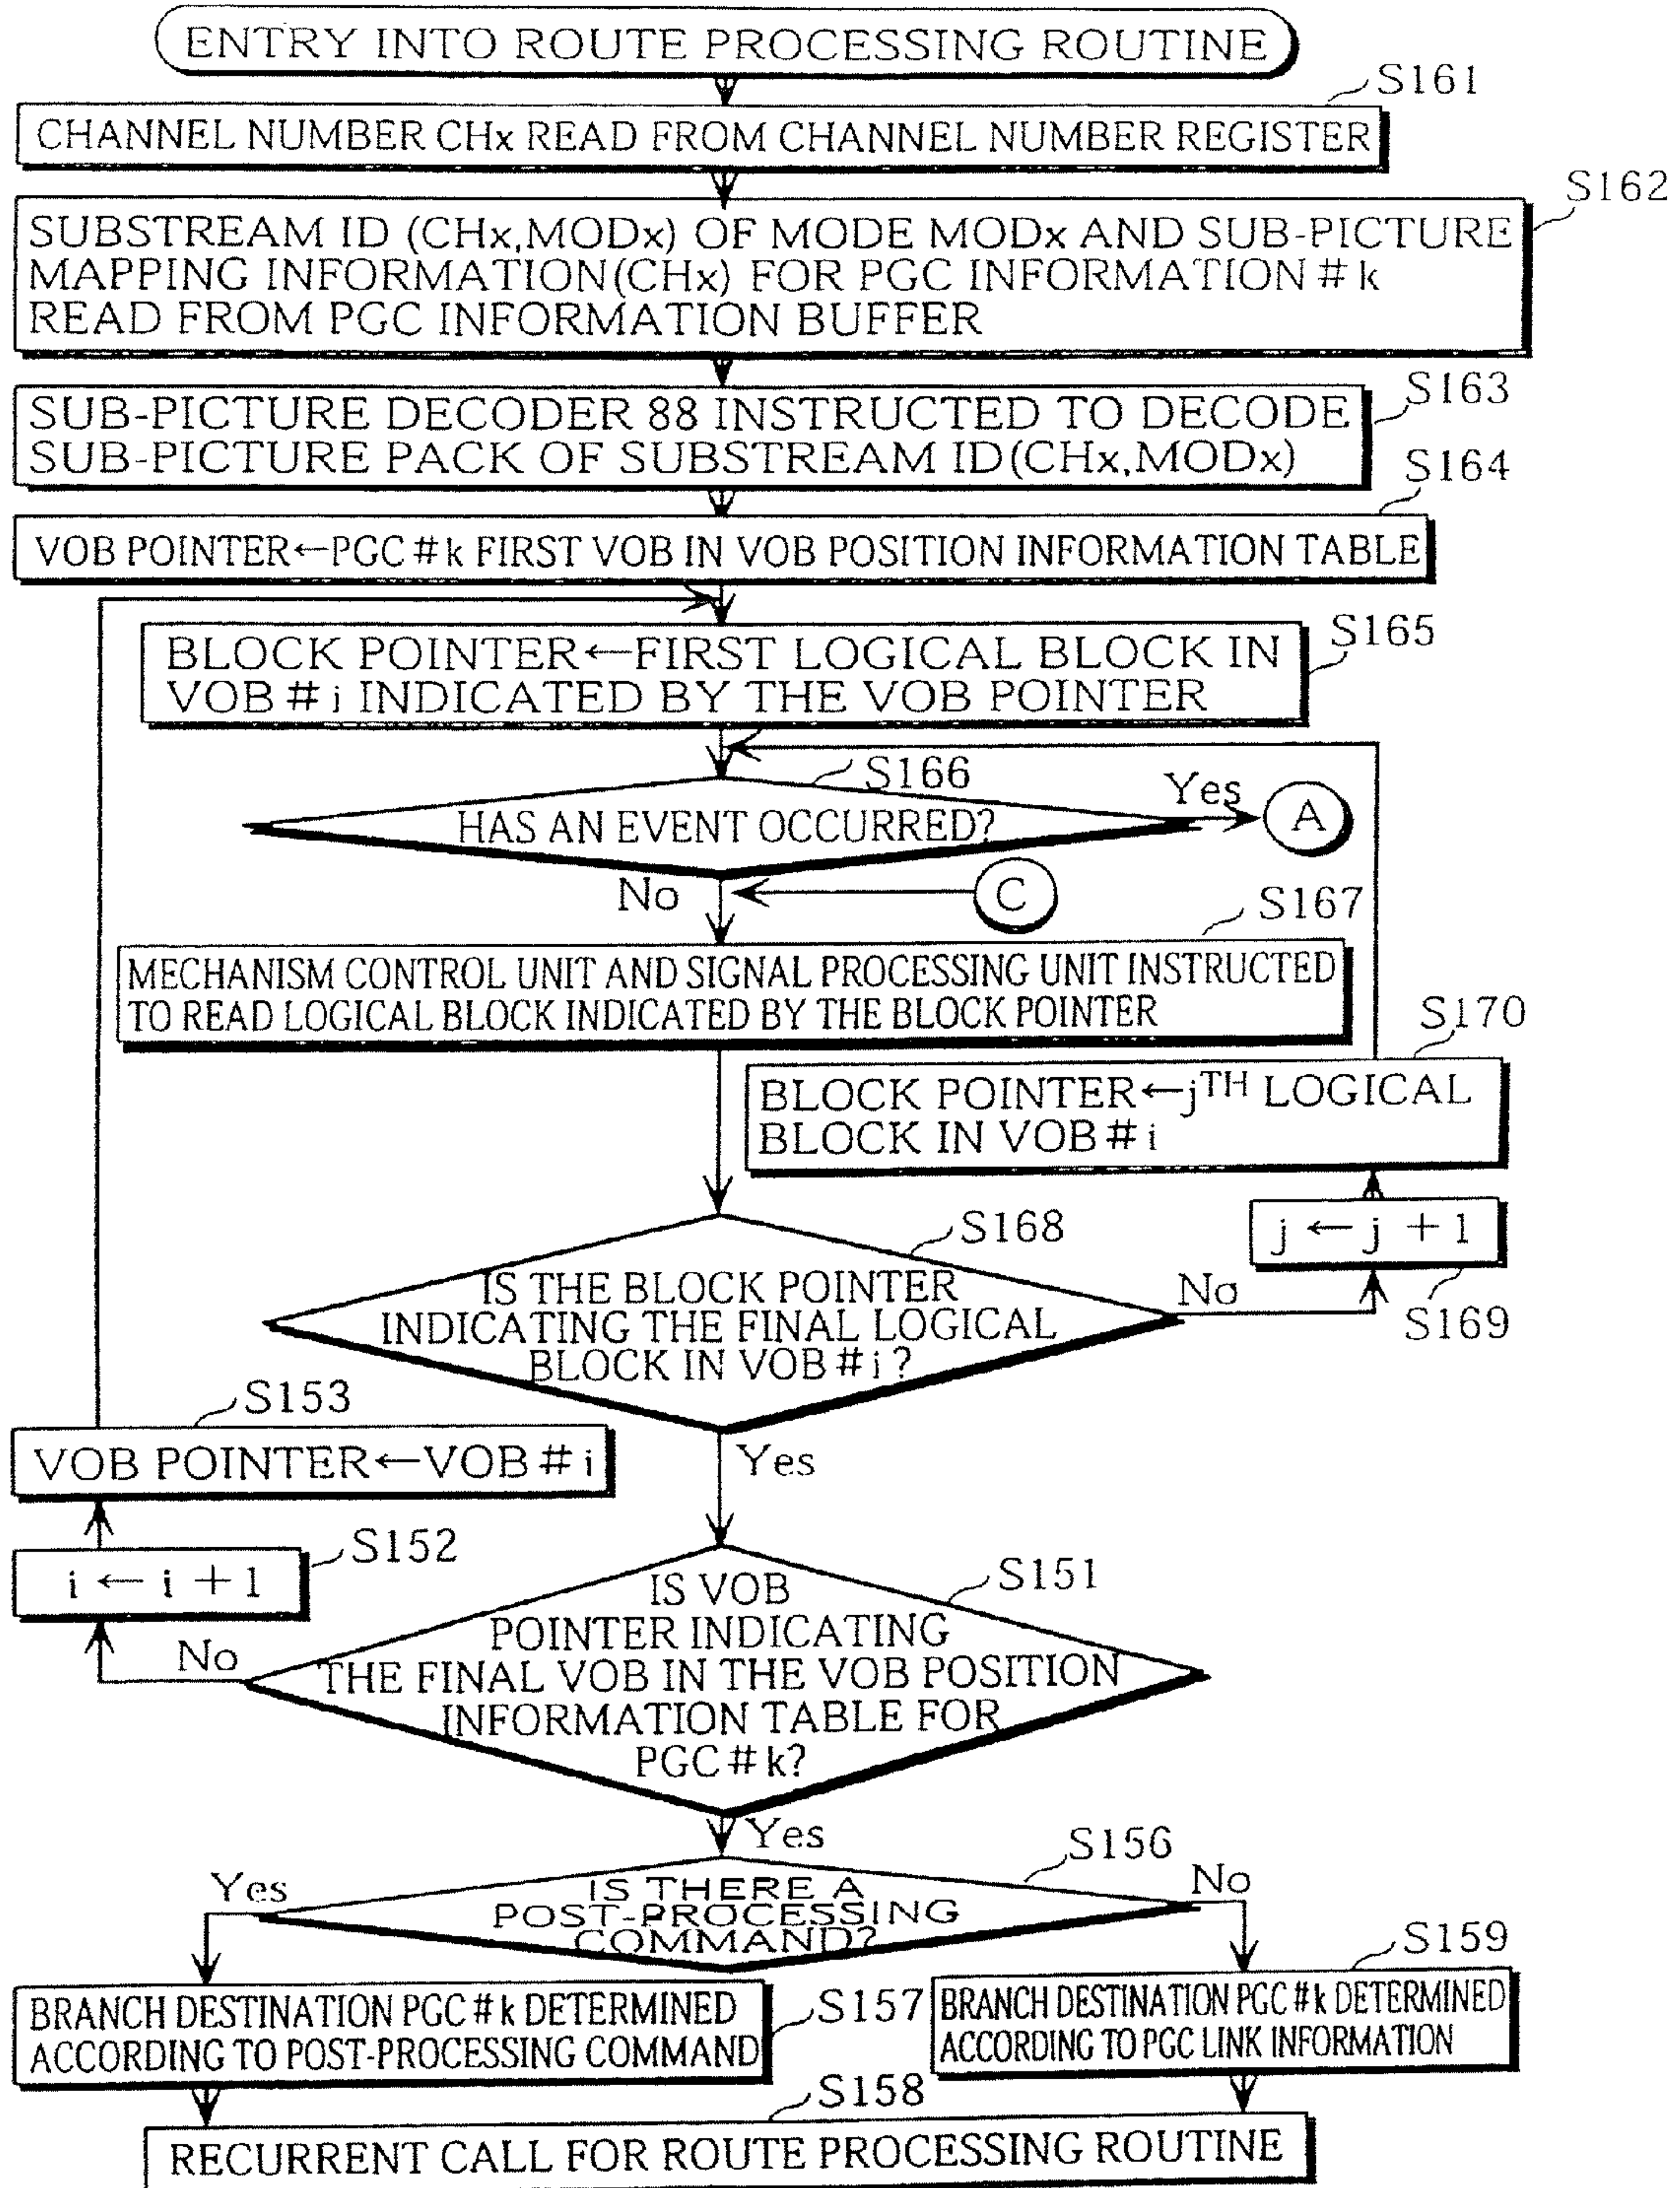 ENTRY INTO ROUTE PROCESSING ROUTINE
S161
CHANNEL NUMBER CHx READ FROM CHANNEL NUMBER REGISTER
S162
SUBSTREAM ID (CHx,MODx) OF MODE MODx AND SUB-PICTURE
MAPPING INFORMATION(CHx) FOR PGC INFORMATION #k
READ FROM PGC INFORMATION BUFFER
S163
SUB-PICTURE DECODER 88 INSTRUCTED TO DECODE
SUB-PICTURE PACK OF SUBSTREAM ID(CHx,MODx)
S164
VOB POINTER←PGC #k FIRST VOB IN VOB POSITION INFORMATION TABLE
S165
BLOCK POINTER←FIRST LOGICAL BLOCK IN
VOB #i INDICATED BY THE VOB POINTER
S166
HAS AN EVENT OCCURRED?
Yes
A
No
C
S167
MECHANISM CONTROL UNIT AND SIGNAL PROCESSING UNIT INSTRUCTED
TO READ LOGICAL BLOCK INDICATED BY THE BLOCK POINTER
S170
BLOCK POINTER←jTH LOGICAL
BLOCK IN VOB #i
j ← j +1
S169
S168
IS THE BLOCK POINTER
INDICATING THE FINAL LOGICAL
BLOCK IN VOB #i?
No
Yes
S153
VOB POINTER←VOB #i
S152
i ← i +1
No
S151
IS VOB
POINTER INDICATING
THE FINAL VOB IN THE VOB POSITION
INFORMATION TABLE FOR
PGC #k?
Yes
S156
IS THERE A
POST-PROCESSING
COMMAND?
Yes
No
S157
BRANCH DESTINATION PGC #k DETERMINED
ACCORDING TO POST-PROCESSING COMMAND
S159
BRANCH DESTINATION PGC #k DETERMINED
ACCORDING TO PGC LINK INFORMATION
S158
RECURRENT CALL FOR ROUTE PROCESSING ROUTINE